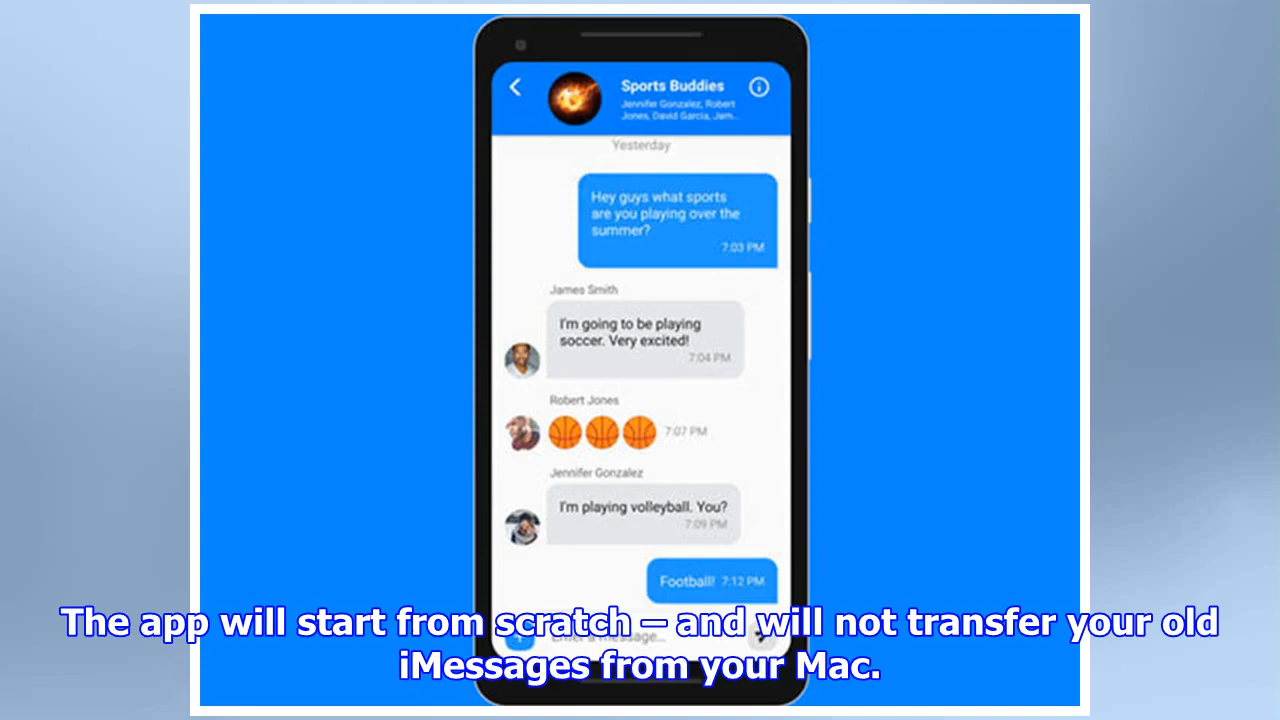 Sports Buddies
Jennifer Gonzalez, Robert
Jones, David Garcia, Jam...
Yesterday
Hey guys what sports
are you playing over the
summer?
7:03 PM
James Smith
I'm going to be playing
soccer. Very excited!
7:04 PM
Robert Jones
7:07 PM
Jennifer Gonzalez
I'm playing volleyball. You?
7:09 PM
Football! 7:12 PM
Enter a message...
The app will start from scratch – and will not transfer your old
iMessages from your Mac.